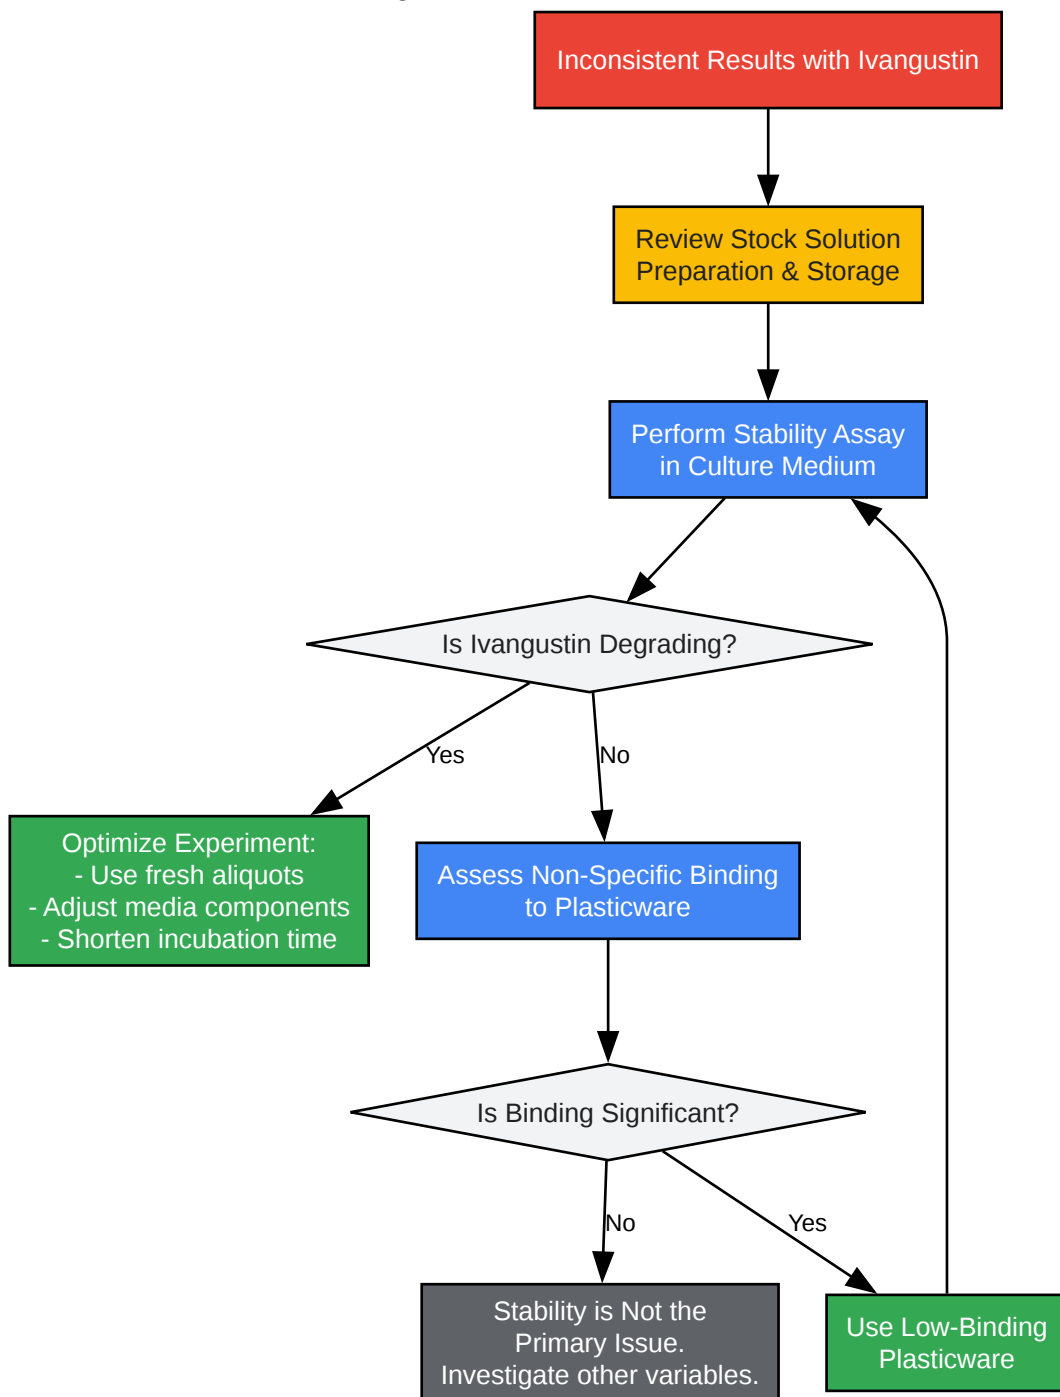 Inconsistent Results with Ivangustin
Review Stock Solution
Preparation & Storage
Perform Stability Assay
in Culture Medium
Is Ivangustin Degrading?
Yes
No
Optimize Experiment:
- Use fresh aliquots
- Adjust media components
- Shorten incubation time
Assess Non-Specific Binding
to Plasticware
Is Binding Significant?
No
Yes
Stability is Not the
Primary Issue.
Investigate other variables.
Use Low-Binding
Plasticware